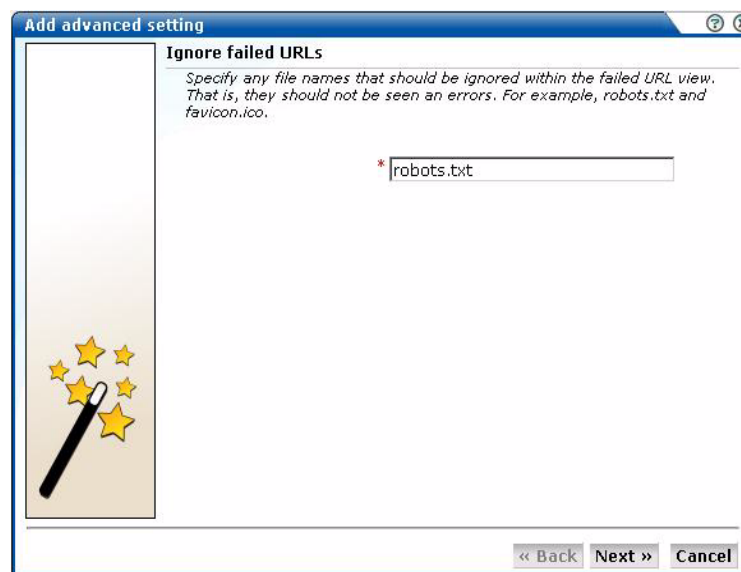 Add advanced setting
Ignore failed URLs
Specify any file names that should be ignored within the failed URL view.
That is, they should not be seen an errors. For example, robots.txt and
favicon.ico.
* robots.txt
« Back Next » Cancel